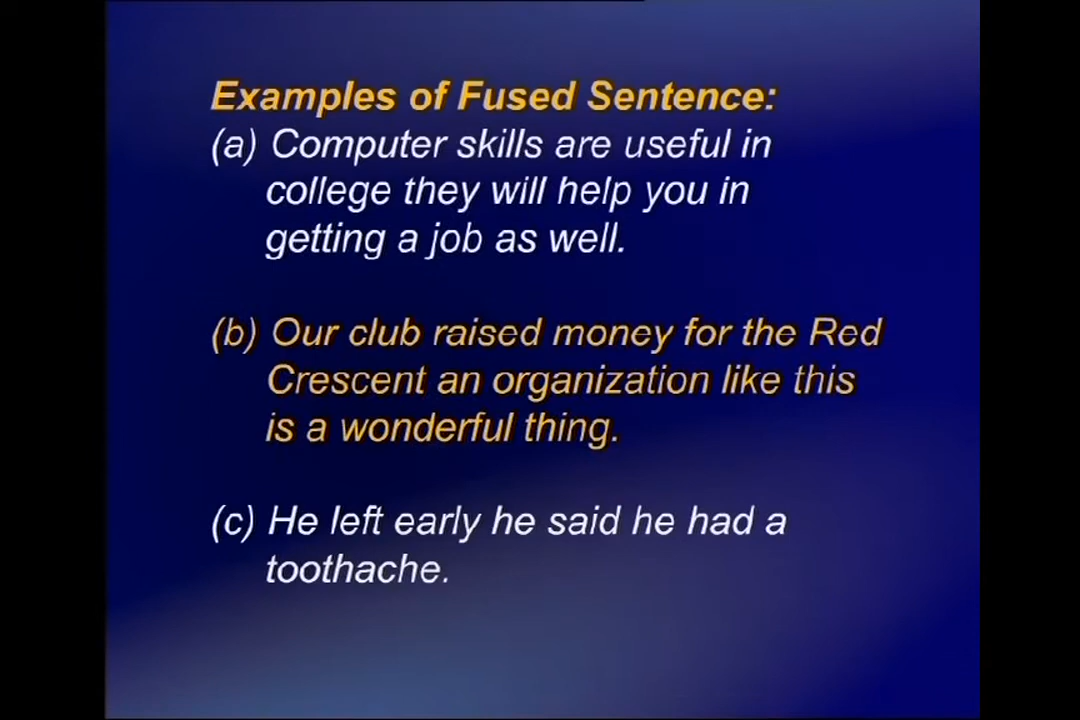 Examples of Fused Sentence:
(a) Computer skills are useful in
college they will help you in
getting a job as well.
(b) Our club raised money for the Red
Crescent an organization like this
is a wonderful thing.
(c) He left early he said he had a
toothache.